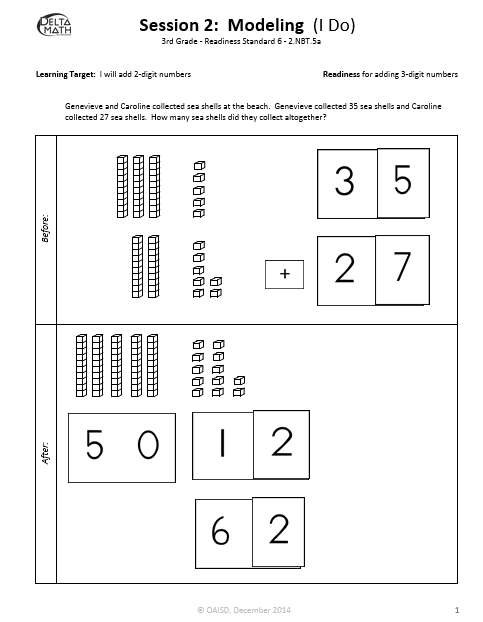 DELTA
MATH
Session 2: Modeling (I Do)
3rd Grade - Readiness Standard 6 - 2.NBT.5a
Learning Target: I will add 2-digit numbers
Readiness for adding 3-digit numbers
Genevieve and Caroline collected sea shells at the beach. Genevieve collected 35 sea shells and Caroline
collected 27 sea shells. How many sea shells did they collect altogether?
Before:
3 5
+ 2 7
After:
5 0 1 2
6 2
© OAISD, December 2014 1